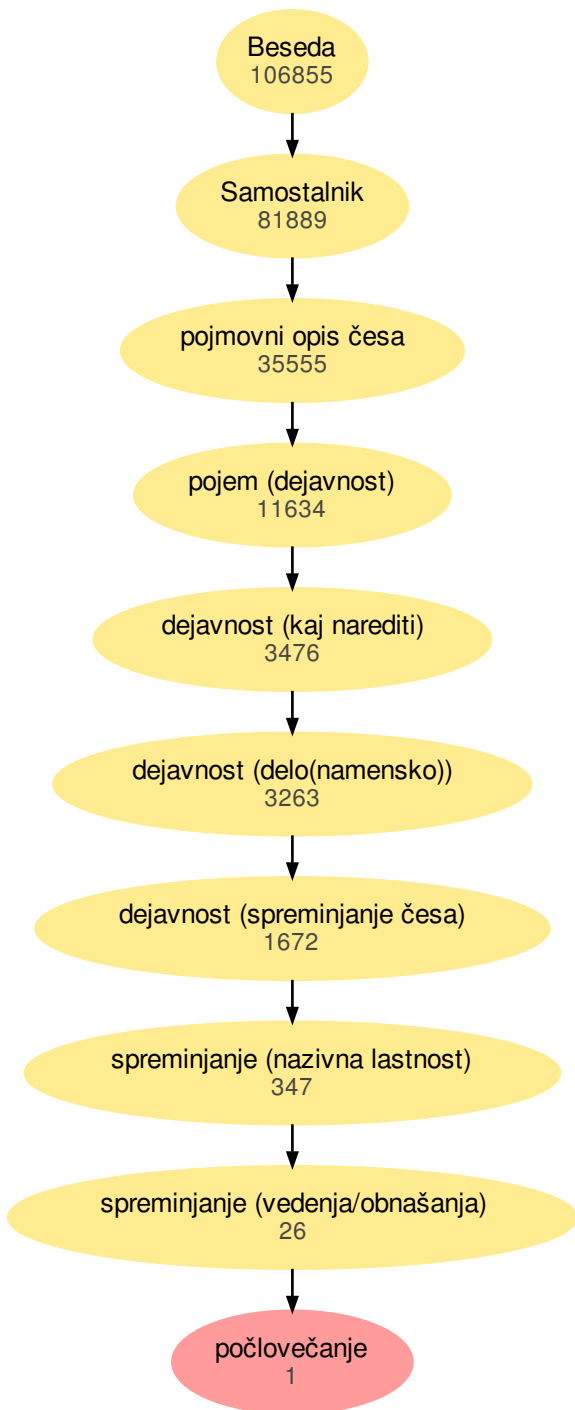 Beseda
106855
Samostalnik
81889
pojmovni opis česa
35555
pojem (dejavnost)
11634
dejavnost (kaj narediti)
3476
dejavnost (delo(namensko))
3263
dejavnost (spreminjanje česa)
1672
spreminjanje (nazivna lastnost)
347
spreminjanje (vedenja/obnašanja)
26
počlovečanje
1